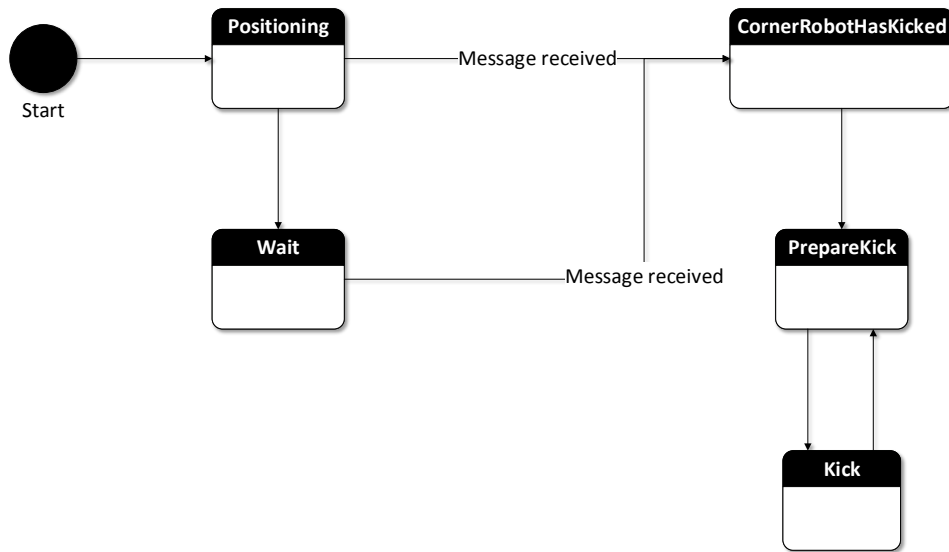 Positioning
CornerRobotHasKicked
Message received
Start
Wait
PrepareKick
Message received
Kick